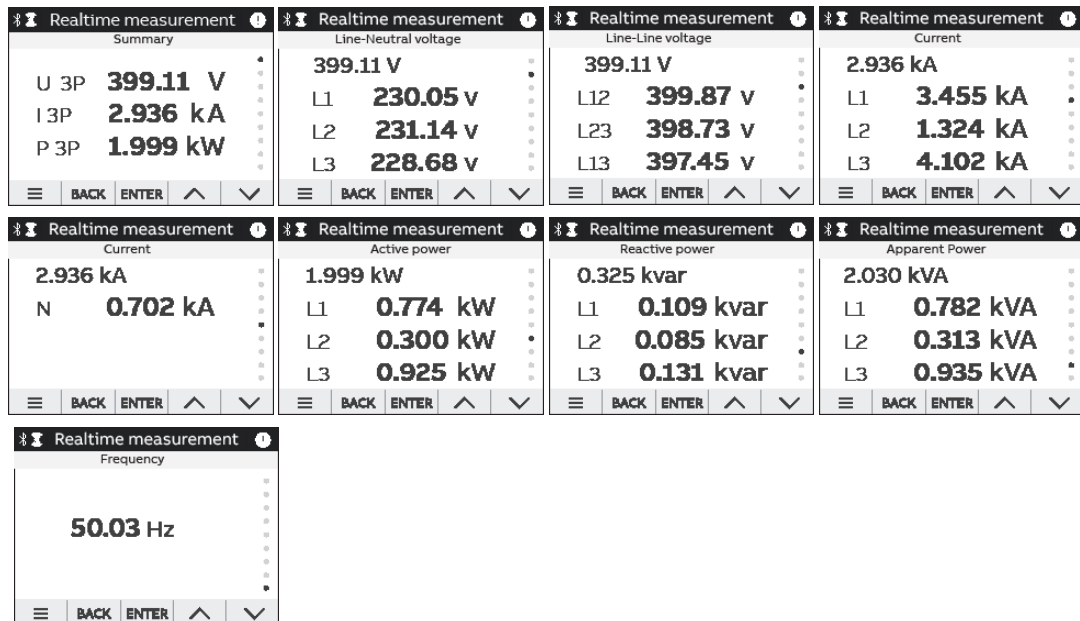 Realtime measurement
Summary
U 3P 399.11 V
I 3P 2.936 kA
P 3P 1.999 kW
BACK ENTER
Realtime measurement
Line-Neutral voltage
399.11 V
L1 230.05 V
L2 231.14 V
L3 228.68 V
BACK ENTER
Realtime measurement
Line-Line voltage
399.11 V
L12 399.87 V
L23 398.73 V
L13 397.45 V
BACK ENTER
Realtime measurement
Current
2.936 kA
L1 3.455 kA
L2 1.324 kA
L3 4.102 kA
BACK ENTER
Realtime measurement
Current
2.936 kA
N 0.702 kA
BACK ENTER
Realtime measurement
Active power
1.999 kW
L1 0.774 kW
L2 0.300 kW
L3 0.925 kW
BACK ENTER
Realtime measurement
Reactive power
0.325 kvar
L1 0.109 kvar
L2 0.085 kvar
L3 0.131 kvar
BACK ENTER
Realtime measurement
Apparent Power
2.030 kVA
L1 0.782 kVA
L2 0.313 kVA
L3 0.935 kVA
BACK ENTER
Realtime measurement
Frequency
50.03 Hz
BACK ENTER